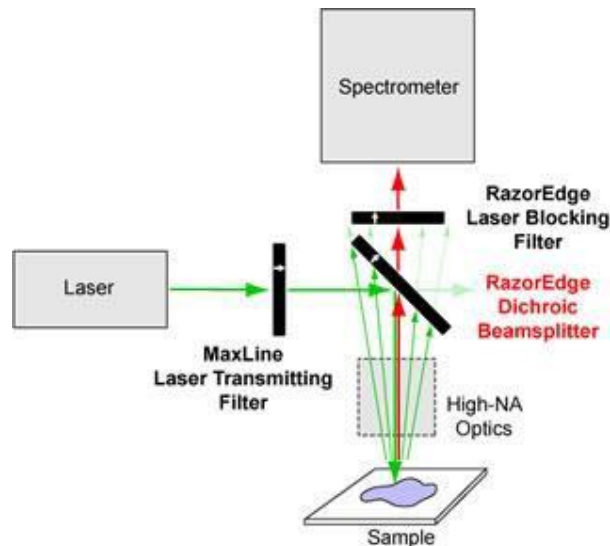 Spectrometer
RazorEdge
Laser Blocking
Filter
Laser
RazorEdge
Dichroic
Beamsplitter
MaxLine
Laser Transmitting
Filter
High-NA
Optics
Sample